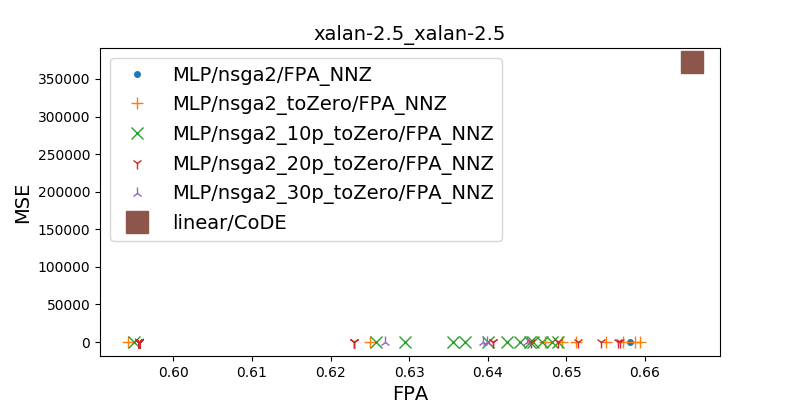 xalan-2.5_xalan-2.5
MSE
350000
300000
250000
200000
150000
100000
50000
0
MLP/nsga2/FPA_NNZ
MLP/nsga2_toZero/FPA_NNZ
MLP/nsga2_10p_toZero/FPA_NNZ
MLP/nsga2_20p_toZero/FPA_NNZ
MLP/nsga2_30p_toZero/FPA_NNZ
linear/CoDE
0.60 0.61 0.62 0.63 0.64 0.65 0.66
FPA